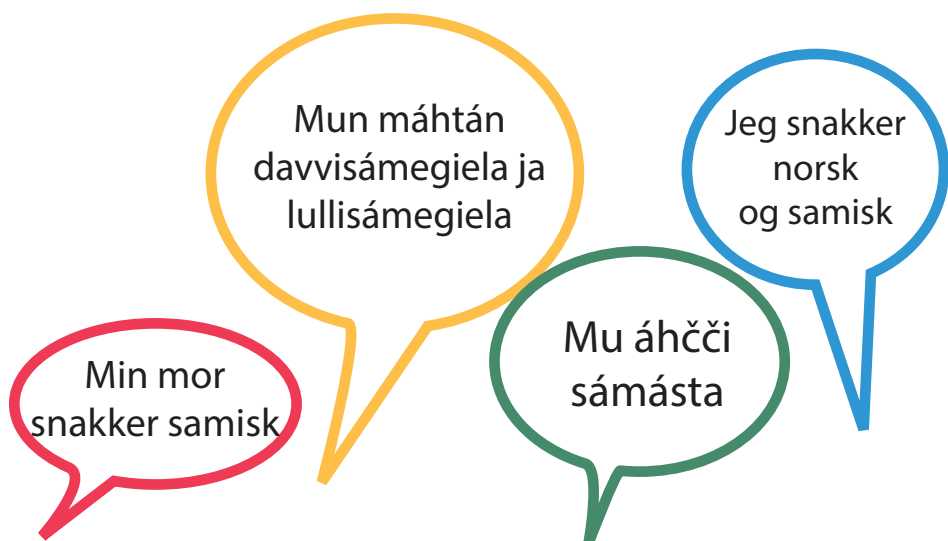 Mun máhtán
davvisámegiela ja
lullisámegiela
Jeg snakker
norsk
og samisk
Min mor
snakker samisk
Mu áhčči
sámásta